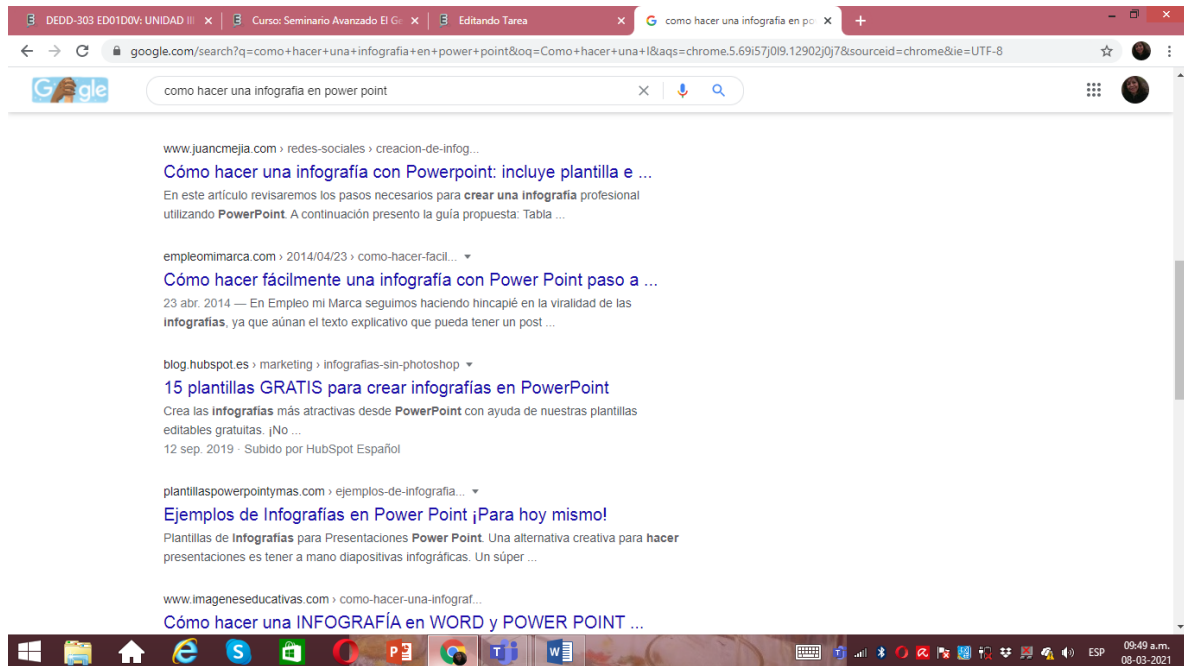 DEDD-303 ED01D0V: UNIDAD III
Curso: Seminario Avanzado El Ge
Editando Tarea
como hacer una infografia en po
google.com/search?q=como+hacer+una+infografia+en+power+point&oq=Como+hacer+una+I&aqs=chrome.5.69i57j0l9.12902j0j7&sourceid=chrome&ie=UTF-8
como hacer una infografia en power point
www.juancmejia.com › redes-sociales › creacion-de-infog...
Cómo hacer una infografía con Powerpoint: incluye plantilla e ...
En este artículo revisaremos los pasos necesarios para crear una infografía profesional
utilizando PowerPoint. A continuación presento la guía propuesta: Tabla ...
empleomimarca.com › 2014/04/23 › como-hacer-facil...
Cómo hacer fácilmente una infografía con Power Point paso a ...
23 abr. 2014 — En Empleo mi Marca seguimos haciendo hincapié en la viralidad de las
infografías, ya que aúnan el texto explicativo que pueda tener un post ...
blog.hubspot.es › marketing › infografias-sin-photoshop
15 plantillas GRATIS para crear infografías en PowerPoint
Crea las infografías más atractivas desde PowerPoint con ayuda de nuestras plantillas
editables gratuitas. ¡No ...
12 sep. 2019 · Subido por HubSpot Español
plantillaspowerpointymas.com › ejemplos-de-infografia...
Ejemplos de Infografías en Power Point ¡Para hoy mismo!
Plantillas de Infografías para Presentaciones Power Point. Una alternativa creativa para hacer
presentaciones es tener a mano diapositivas infográficas. Un súper ...
www.imageneseducativas.com › como-hacer-una-infograf...
Cómo hacer una INFOGRAFÍA en WORD y POWER POINT ...
ESP
09:49 a.m.
08-03-2021